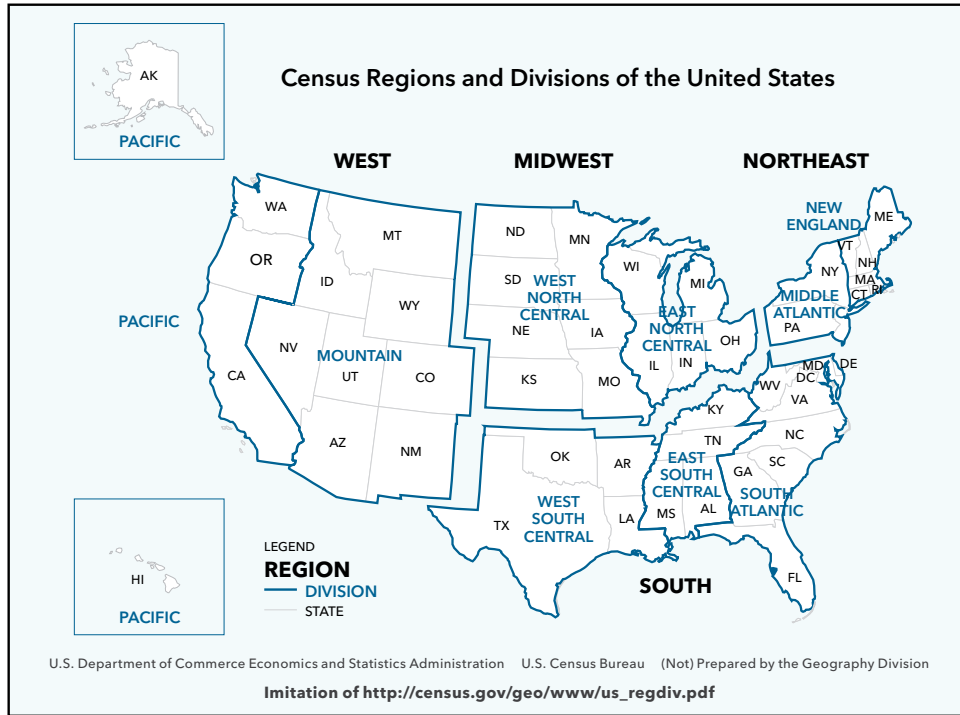 AK
PACIFIC
Census Regions and Divisions of the United States
WEST
MIDWEST
NORTHEAST
NEW
ENGLAND
WA
OR
CA
PACIFIC
MT
ID
WY
NV
MOUNTAIN
UT
CO
AZ
NM
ND
MN
SD
WEST
NORTH
CENTRAL
NE
IA
KS
MO
WI
MI
EAST
NORTH
CENTRAL
IL
IN
OH
ME
VT
NH
NY
MA
CT
RI
MIDDLE
ATLANTIC
PA
OK
AR
WEST
SOUTH
CENTRAL
TX
LA
KY
TN
EAST
SOUTH
CENTRAL
MS
AL
MD
DE
DC
WV
VA
NC
SC
GA
SOUTH
ATLANTIC
FL
SOUTH
HI
PACIFIC
LEGEND
REGION
DIVISION
STATE
U.S. Department of Commerce Economics and Statistics Administration U.S. Census Bureau (Not) Prepared by the Geography Division
Imitation of http://census.gov/geo/www/us_regdiv.pdf